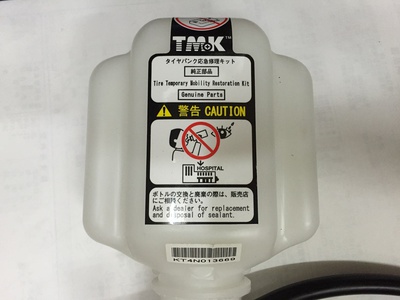 TMK™
タイヤパンク応急修理キット
純正部品
Tire Temporary Mobility Restoration Kit
Genuine Parts
警告 CAUTION
HOSPITAL
ボトルの交換と廃棄の際は、販売店
にご相談ください。
Ask a dealer for replacement
and disposal of sealant.
KT4N013669